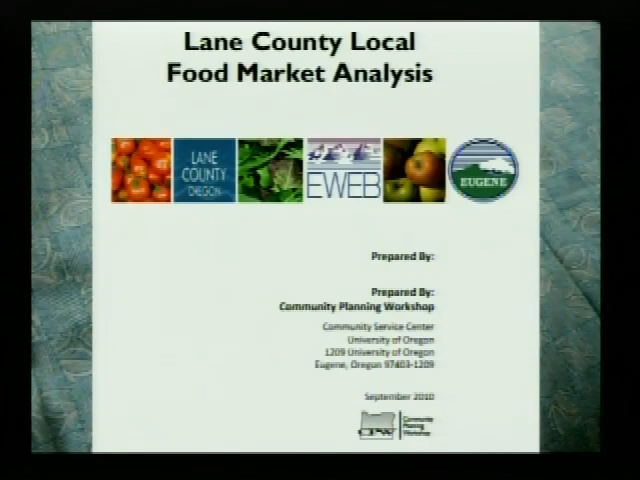 Lane County Local
Food Market Analysis
LANE
COUNTY
OREGON
EWEB
EUGENE
Prepared By:
Prepared By:
Community Planning Workshop
Community Service Center
University of Oregon
1209 University of Oregon
Eugene, Oregon 97403-1209
September 2010
CPW
Community
Planning
Workshop